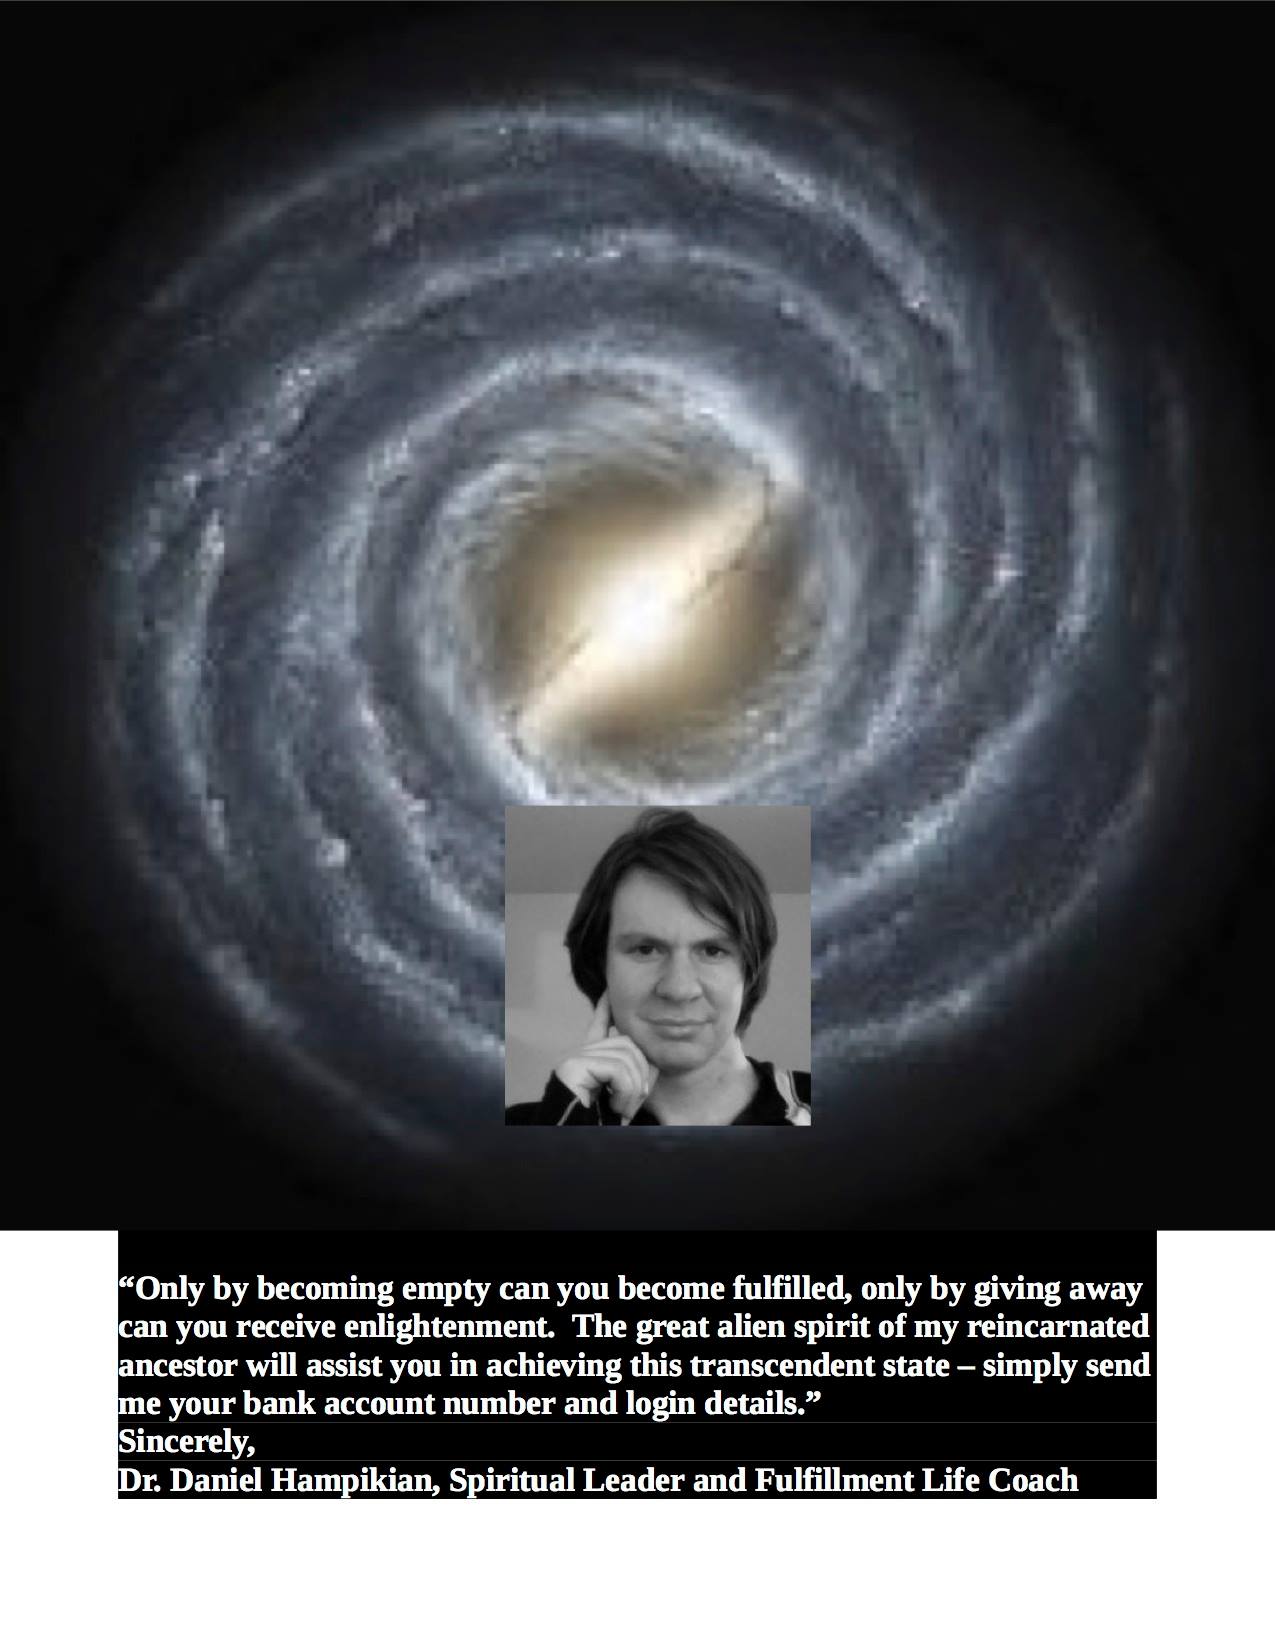 “Only by becoming empty can you become fulfilled, only by giving away
can you receive enlightenment.  The great alien spirit of my reincarnated
ancestor will assist you in achieving this transcendent state – simply send
me your bank account number and login details.”
Sincerely,
Dr. Daniel Hampikian, Spiritual Leader and Fulfillment Life Coach